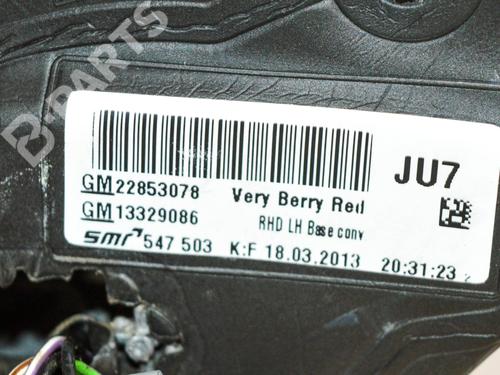 B-PARTS
JU7
GM22853078 Very Berry Red
GM13329086 RHD LH Base conv
smr 547 503 K:F 18.03.2013 20:31:23 2